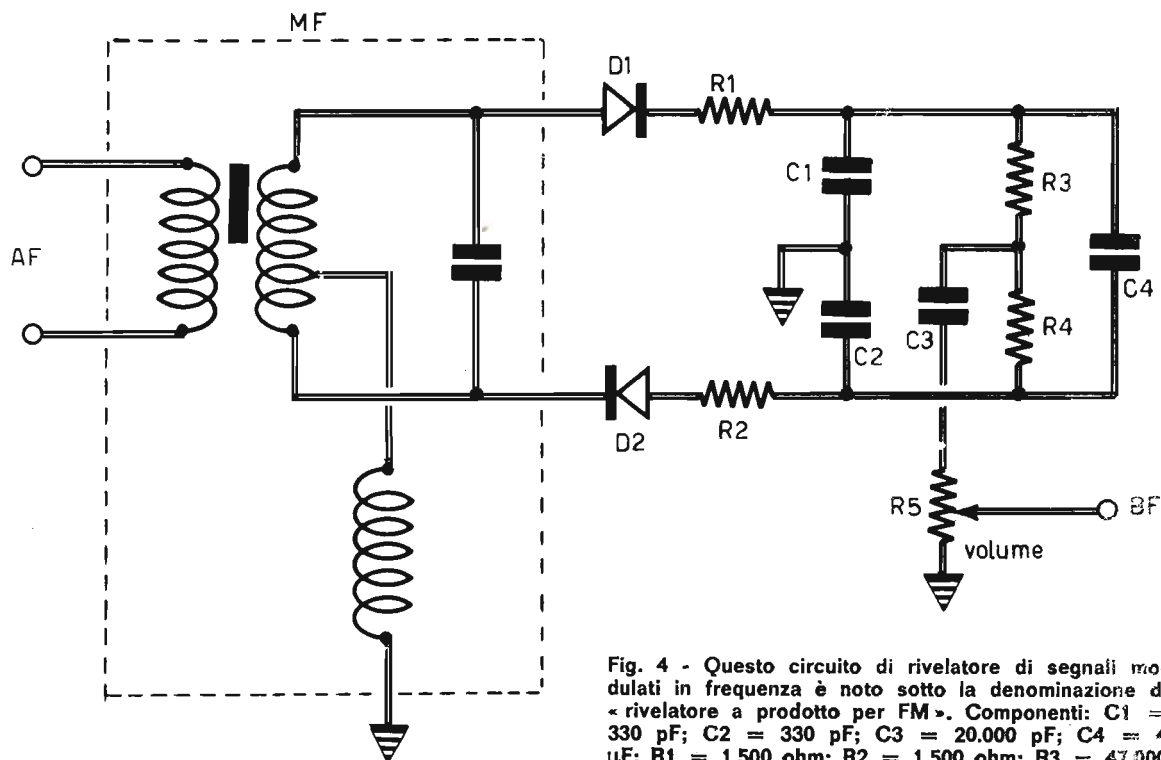 MF
D1
R1
C1
R3
AF
C4
C3
R4
C2
R2
D2
R5
BF
volume
Fig. 4 - Questo circuito di rivelatore di segnali mo
dulati in frequenza è noto sotto la denominazione d
« rivelatore a prodotto per FM ». Componenti: C1 =
330 pF; C2 = 330 pF; C3 = 20.000 pF; C4 = 4
µF; R1 = 1.500 ohm; R2 = 1.500 ohm; R3 = 47.000